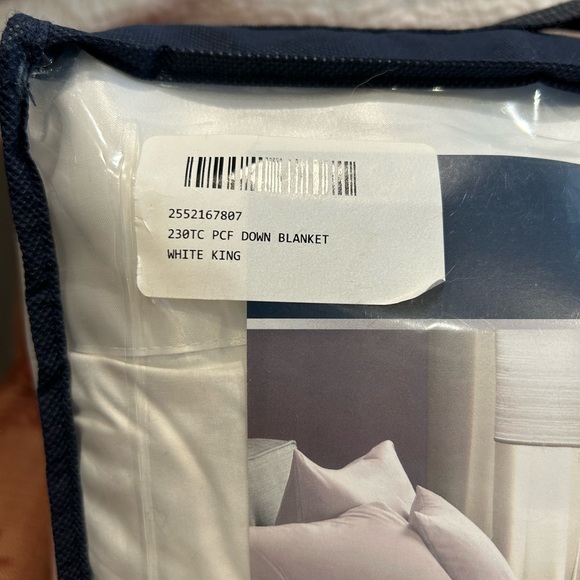 2552167807
230TC PCF DOWN BLANKET
WHITE KING